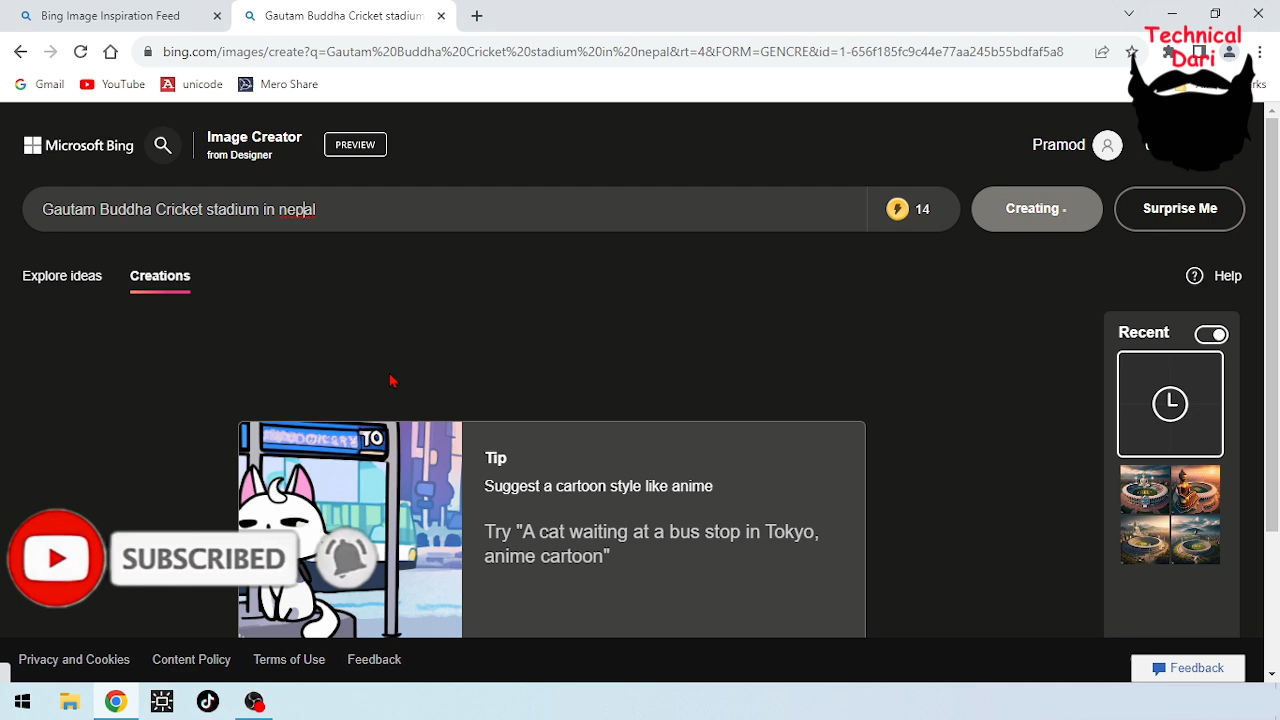 Bing Image Inspiration Feed
Gautam Buddha Cricket stadium
bing.com/images/create?q=Gautam%20Buddha%20Cricket%20stadium%20in%20nepal&rt=4&FORM=GENCRE&id=1-656f185fc9c44e77aa245b55bdfaf5a8
Technical
Dari
Gmail
YouTube
unicode
Mero Share
Microsoft Bing
Image Creator
from Designer
PREVIEW
Pramod
Gautam Buddha Cricket stadium in nepal
14
Creating
Surprise Me
Explore ideas
Creations
Help
Recent
TO
Tip
Suggest a cartoon style like anime
Try "A cat waiting at a bus stop in Tokyo,
anime cartoon"
SUBSCRIBED
Privacy and Cookies
Content Policy
Terms of Use
Feedback
Feedback